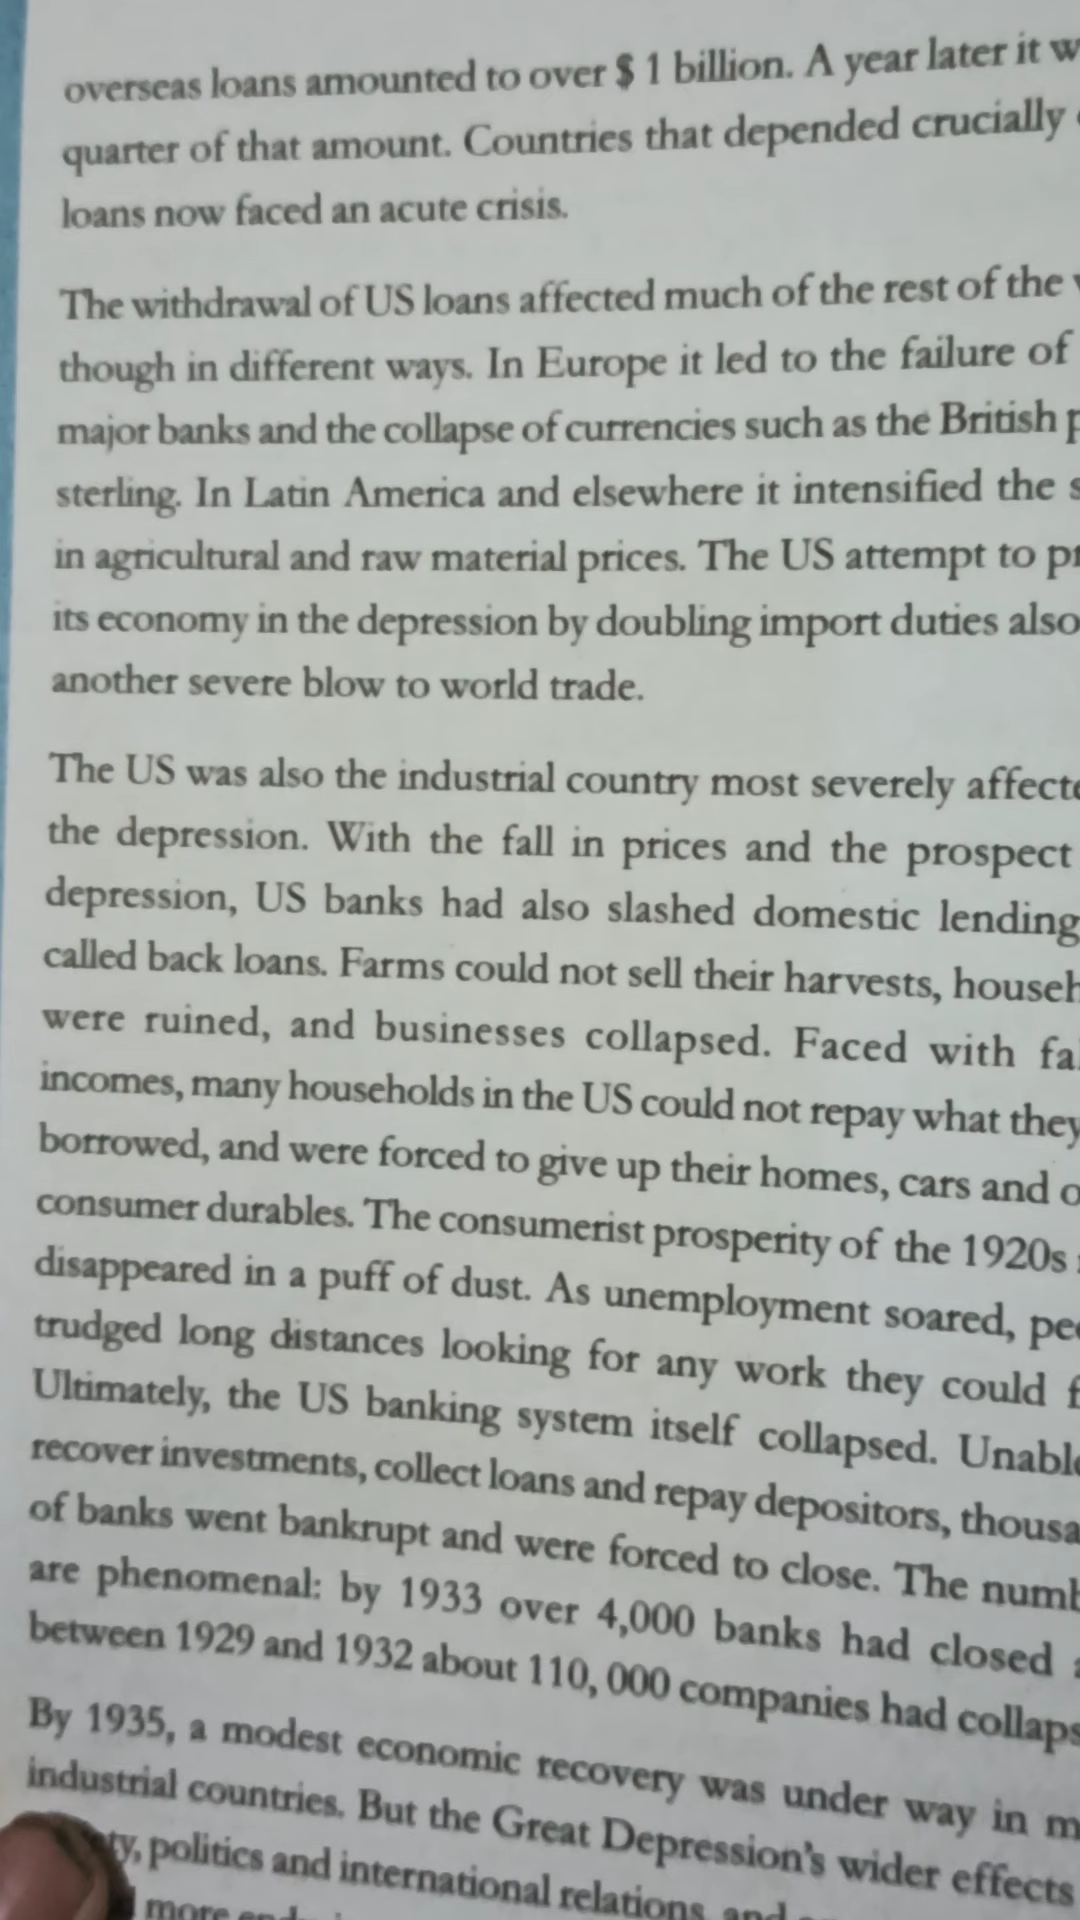 overseas loans amounted to over $ 1 billion. A year later it
quarter of that amount. Countries that depended crucially
loans now faced an acute crisis.
The withdrawal of US loans affected much of the rest of the
though in different ways. In Europe it led to the failure of
major banks and the collapse of currencies such as the British
sterling. In Latin America and elsewhere it intensified the
in agricultural and raw material prices. The US attempt to
its economy in the depression by doubling import duties also
another severe blow to world trade.
The US was also the industrial country most severely
the depression. With the fall in prices and the prospect
depression, US banks had also slashed domestic lending
called back loans. Farms could not sell their harvests,
were ruined, and businesses collapsed. Faced with
incomes, many households in the US could not repay what they
borrowed, and were forced to give up their homes, cars and
consumer durables. The consumerist prosperity of the 1920s
disappeared in a puff of dust. As unemployment soared,
trudged long distances looking for any work they could
Ultimately, the US banking system itself collapsed.
recover investments, collect loans and repay depositors,
of banks went bankrupt and were forced to close. The
are phenomenal: by 1933 over 4,000 banks had closed
between 1929 and 1932 about 110, 000 companies had
By 1935, a modest economic recovery was under way in
industrial countries. But the Great Depression's wider effects
politics and international relations, and
more